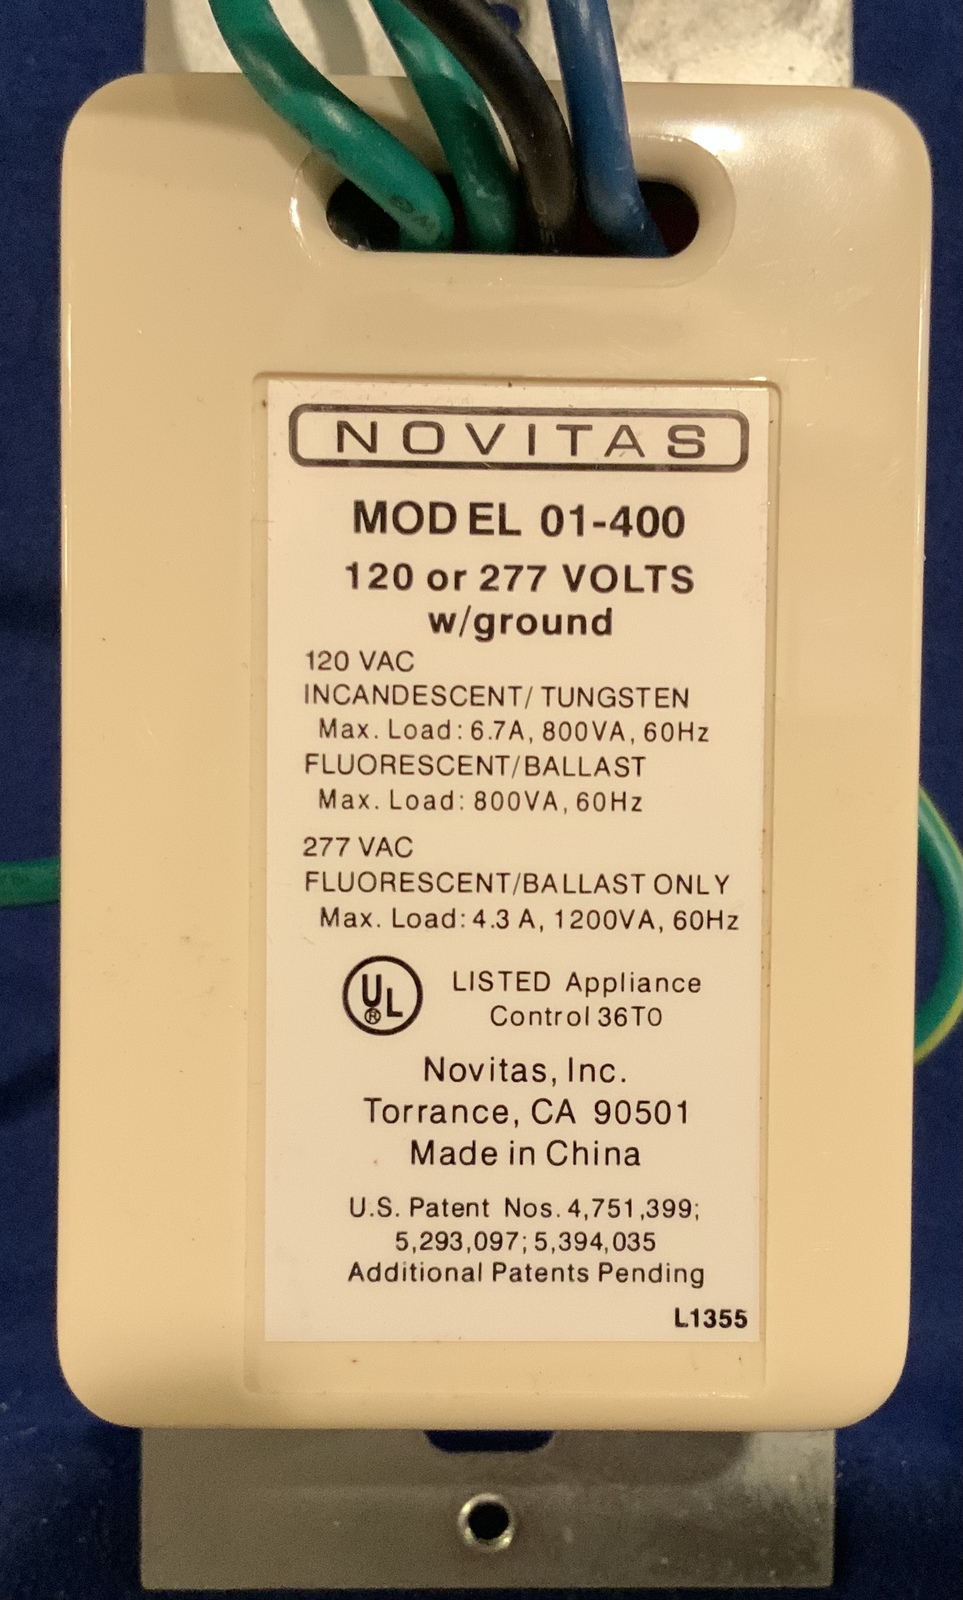 NOVITAS
MODEL 01-400
120 or 277 VOLTS
w/ground
120 VAC
INCANDESCENT/TUNGSTEN
Max. Load: 6.7A, 800VA, 60Hz
FLUORESCENT/BALLAST
Max. Load: 800VA, 60Hz
277 VAC
FLUORESCENT/BALLAST ONLY
Max. Load: 4.3 A, 1200VA, 60Hz
UL ®
LISTED Appliance
Control 36T0
Novitas, Inc.
Torrance, CA 90501
Made in China
U.S. Patent Nos. 4,751,399;
5,293,097; 5,394,035
Additional Patents Pending
L1355